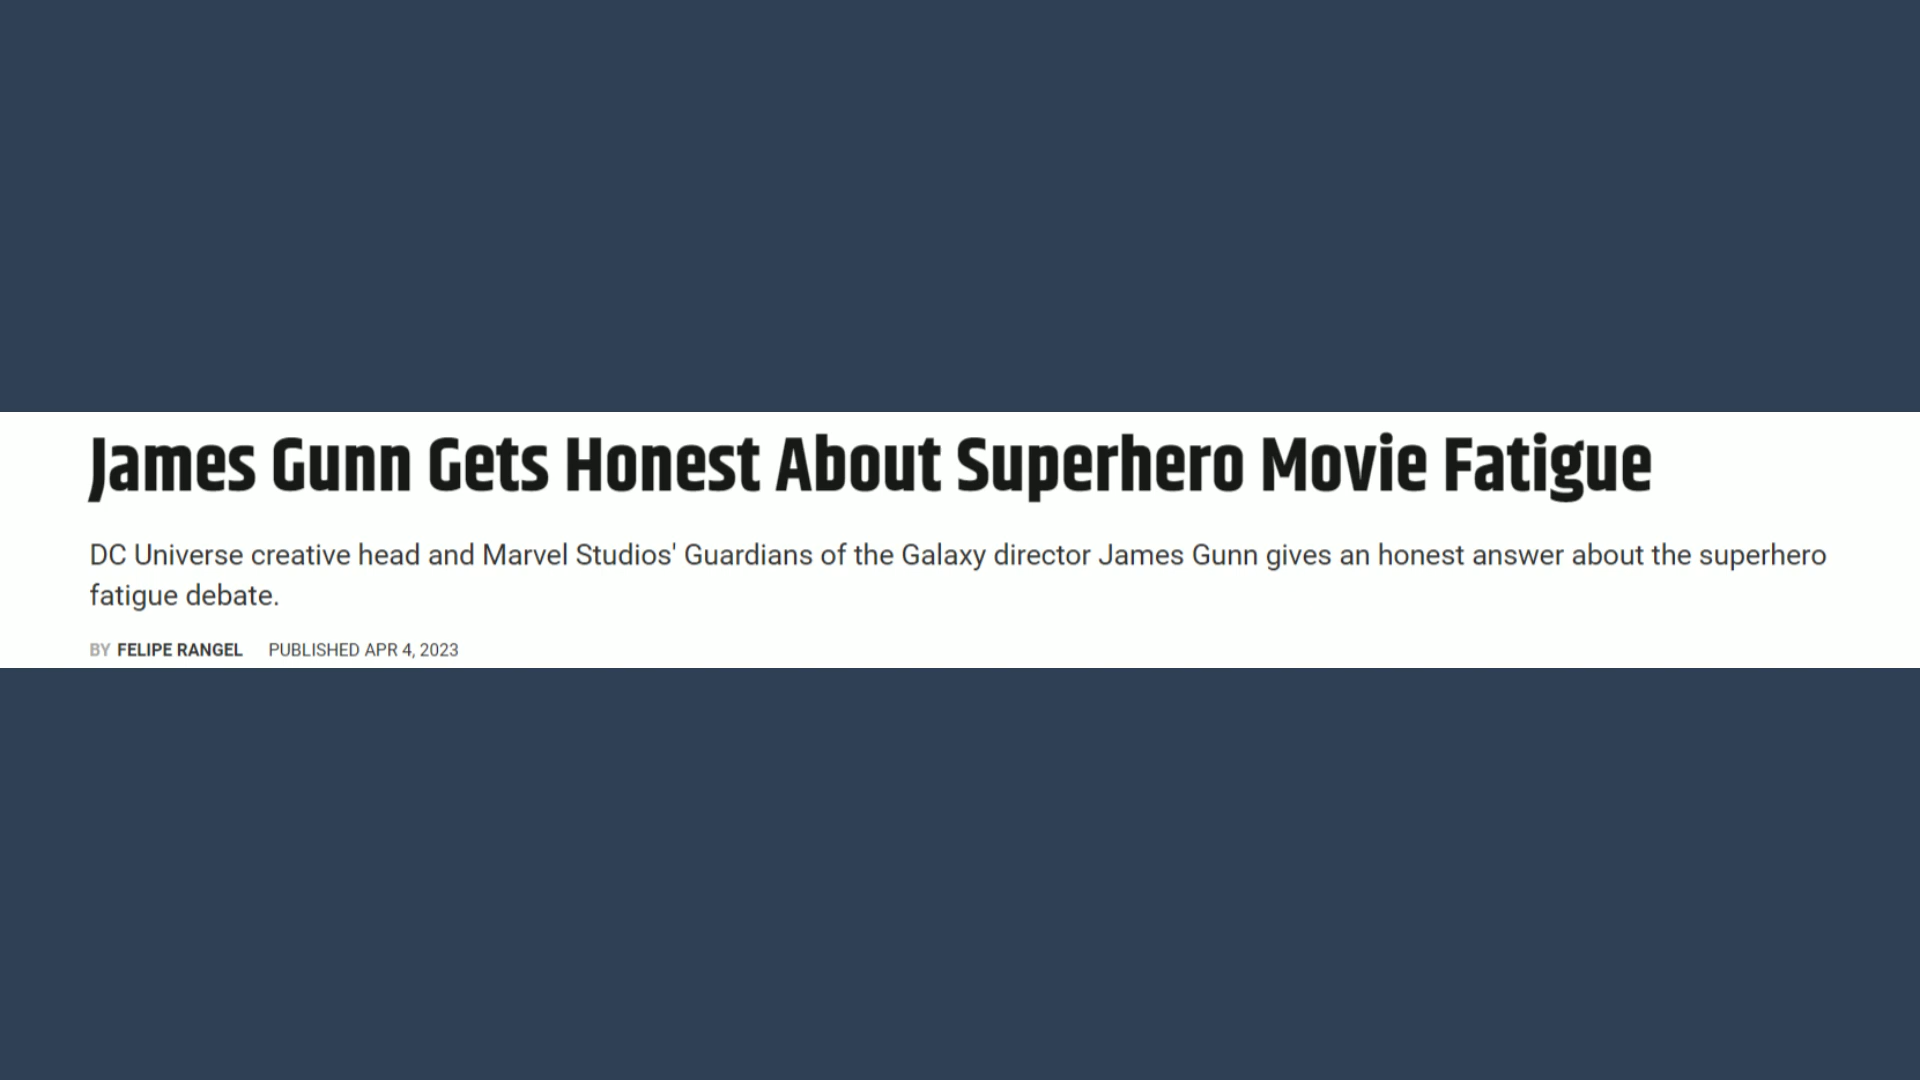 James Gunn Gets Honest About Superhero Movie Fatigue
DC Universe creative head and Marvel Studios' Guardians of the Galaxy director James Gunn gives an honest answer about the superhero
fatigue debate.
BY FELIPE RANGEL PUBLISHED APR 4, 2023